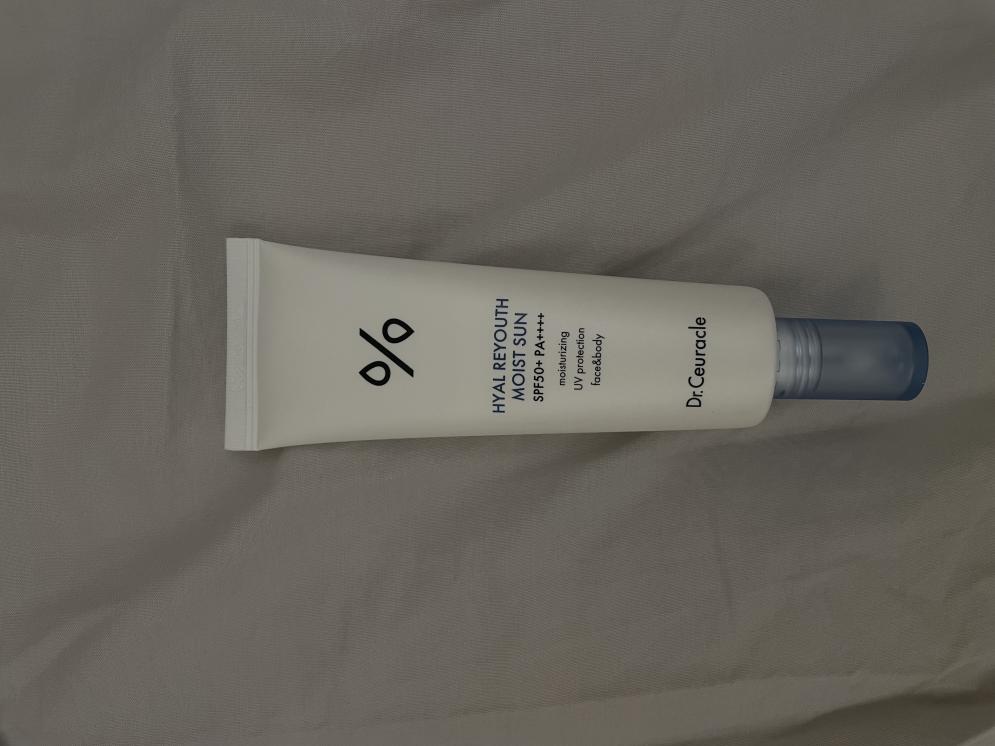 %
HYAL REYOUTH
MOIST SUN
SPF50+ PA++++
moisturizing
UV protection
face&body
Dr.Ceuracle